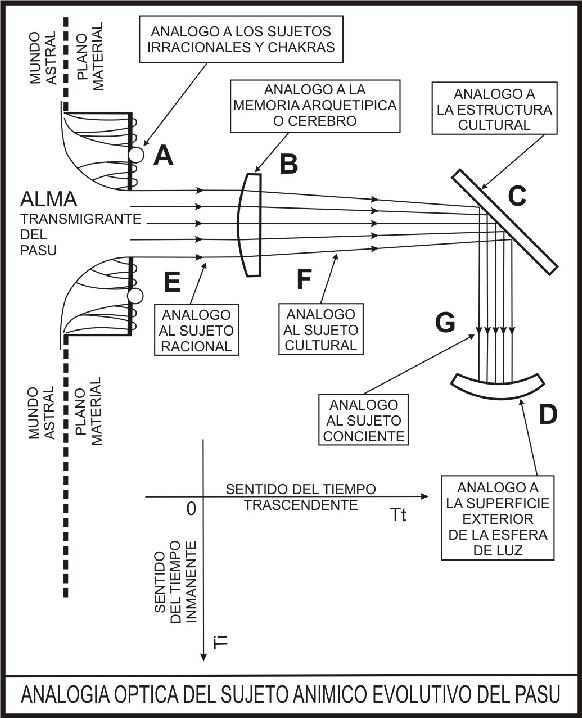 MUNDO
ASTRAL
PLANO
MATERIAL
ANALOGO A LOS SUJETOS
IRRACIONALES Y CHAKRAS
ANALOGO A LA
MEMORIA ARQUETIPICA
O CEREBRO
ANALOGO A
LA ESTRUCTURA
CULTURAL
A
B
C
ALMA
TRANSMIGRANTE
DEL
PASU
E
F
ANALOGO
AL SUJETO
RACIONAL
ANALOGO
AL SUJETO
CULTURAL
G
D
MUNDO
ASTRAL
PLANO
MATERIAL
ANALOGO
AL SUJETO
CONCIENTE
ANALOGO A
LA SUPERFICIE
EXTERIOR
DE LA ESFERA
DE LUZ
SENTIDO DEL TIEMPO
TRASCENDENTE
0
Tt
SENTIDO
DEL TIEMPO
INMANENTE
Ti
ANALOGIA OPTICA DEL SUJETO ANIMICO EVOLUTIVO DEL PASU